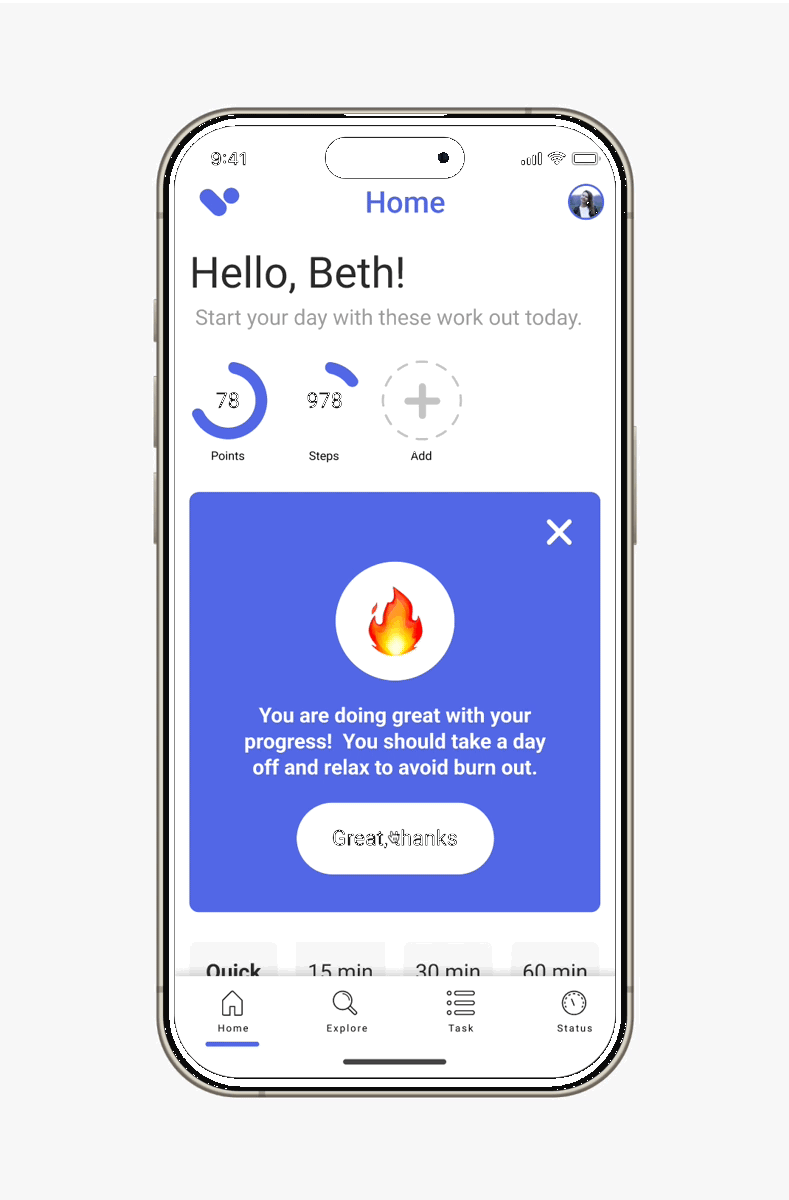 9:41
Home
Hello, Beth!
Start your day with these work out today.
78
978
Points
Steps
Add
You are doing great with your
progress!  You should take a day
off and relax to avoid burn out.
Great, thanks
Quick
15 min
30 min
60 min
Home
Explore
Task
Status